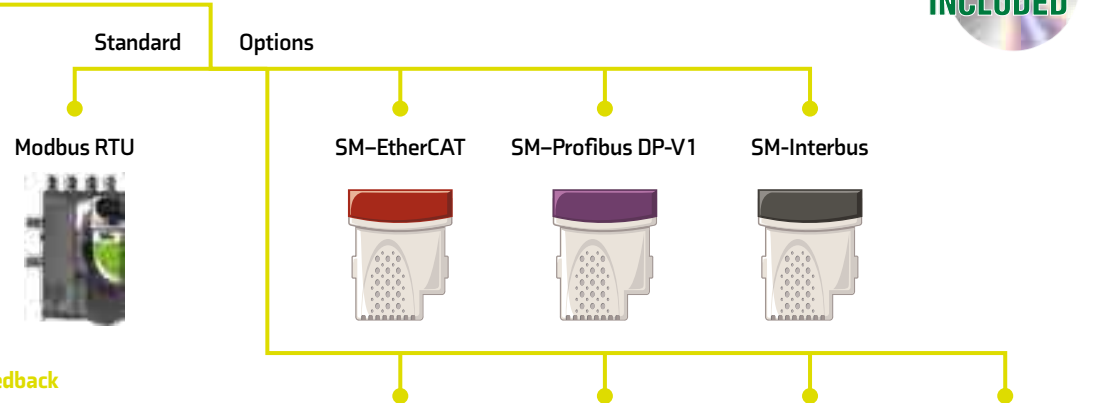 INCLUDED
Standard Options
Modbus RTU
SM–EtherCAT
SM–Profibus DP-V1
SM-Interbus
edback